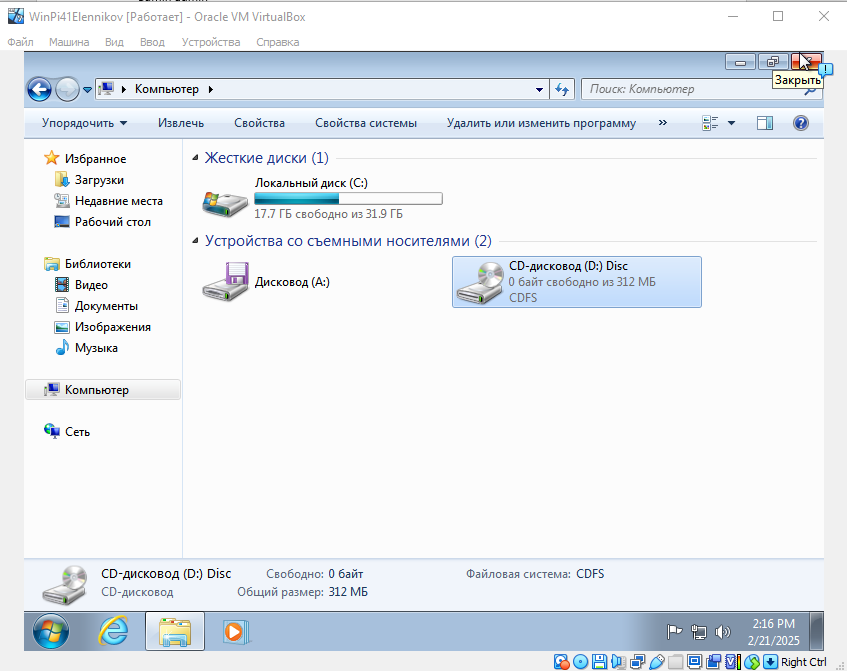 WinPi41Elennikov [Работает] - Oracle VM VirtualBox
Файл Машина Вид Ввод Устройства Справка
Закрыть
Компьютер
Поиск: Компьютер
Упорядочить Извлечь Свойства Свойства системы Удалить или изменить программу »
Избранное
Загрузки
Недавние места
Рабочий стол
Библиотеки
Видео
Документы
Изображения
Музыка
Компьютер
Сеть
Жесткие диски (1)
Локальный диск (C:)
17.7 ГБ свободно из 31.9 ГБ
Устройства со съемными носителями (2)
Дисковод (A:)
CD-дисковод (D:) Disc
0 байт свободно из 312 МБ
CDFS
CD-дисковод (D:) Disc Свободно: 0 байт Файловая система: CDFS
CD-дисковод Общий размер: 312 МБ
2:16 PM
2/21/2025
Right Ctrl